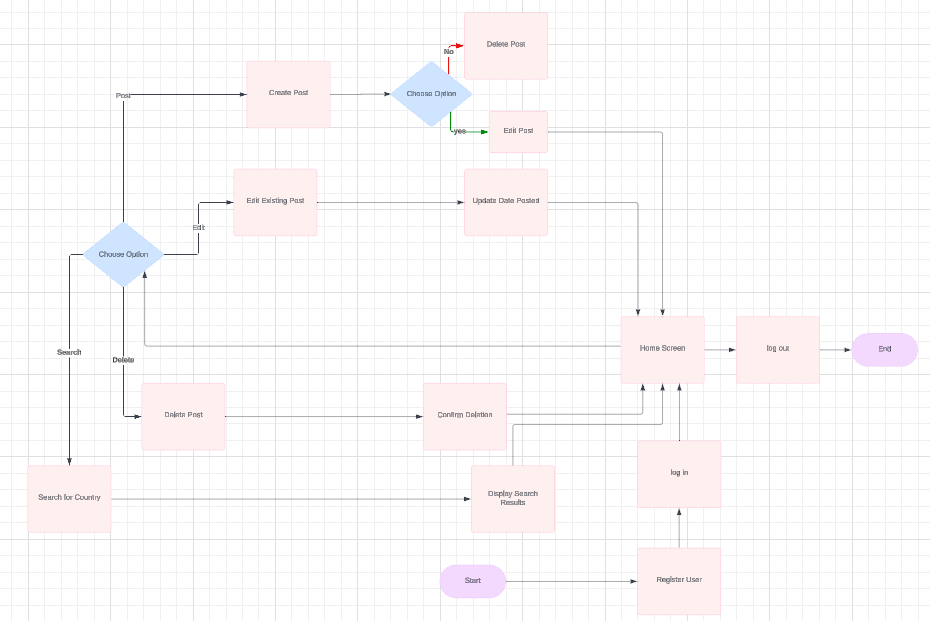 Delete Post
No
Post
Create Post
Choose Option
yes
Edit Post
Edit Existing Post
Update Date Posted
Edit
Choose Option
Search
Delete
Home Screen
log out
End
Delete Post
Confirm Deletion
log in
Search for Country
Display Search
Results
Start
Register User